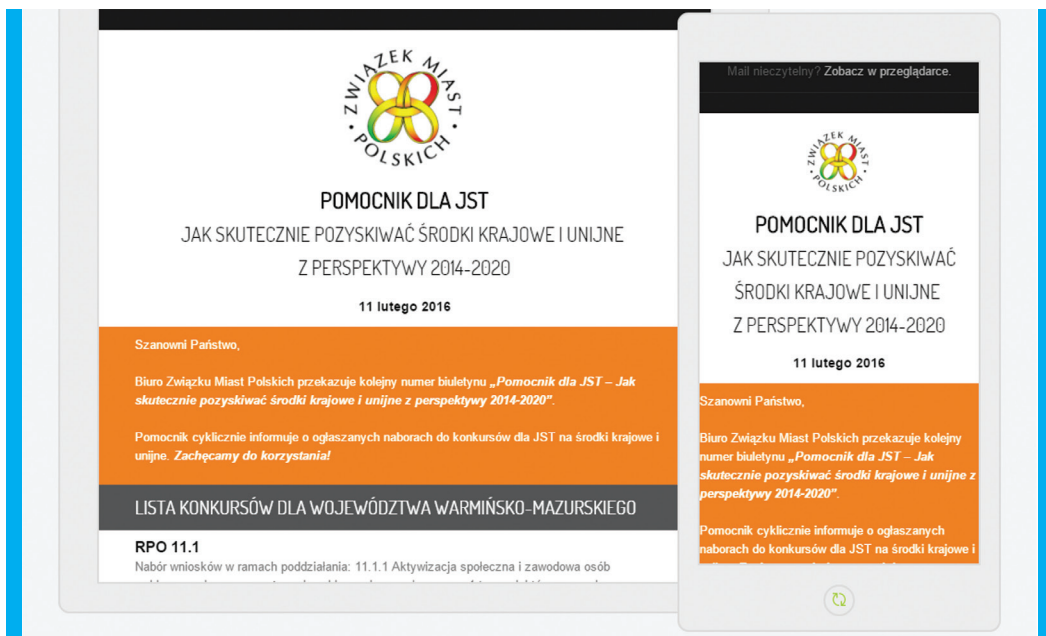 ZWIĄZEK MIAST
POLSKICH
POMOCNIK DLA JST
JAK SKUTECZNIE POZYSKIWAĆ ŚRODKI KRAJOWE I UNIJNE
Z PERSPEKTYWY 2014-2020
11 lutego 2016
Szanowni Państwo,
Biuro Związku Miast Polskich przekazuje kolejny numer biuletynu „Pomocnik dla JST – Jak
skutecznie pozyskiwać środki krajowe i unijne z perspektywy 2014-2020”.
Pomocnik cyklicznie informuje o ogłaszanych naborach do konkursów dla JST na środki krajowe i
unijne. Zachęcamy do korzystania!
LISTA KONKURSÓW DLA WOJEWÓDZTWA WARMIŃSKO-MAZURSKIEGO
RPO 11.1
Nabór wniosków w ramach poddziałania: 11.1.1 Aktywizacja społeczna i zawodowa osób
Mail nieczytelny? Zobacz w przeglądarce.
ZWIĄZEK MIAST
POLSKICH
POMOCNIK DLA JST
JAK SKUTECZNIE POZYSKIWAĆ
ŚRODKI KRAJOWE I UNIJNE
Z PERSPEKTYWY 2014-2020
11 lutego 2016
Szanowni Państwo,
Biuro Związku Miast Polskich przekazuje kolejny
numer biuletynu „Pomocnik dla JST – Jak
skutecznie pozyskiwać środki krajowe i unijne z
perspektywy 2014-2020”.
Pomocnik cyklicznie informuje o ogłaszanych
naborach do konkursów dla JST na środki krajowe i